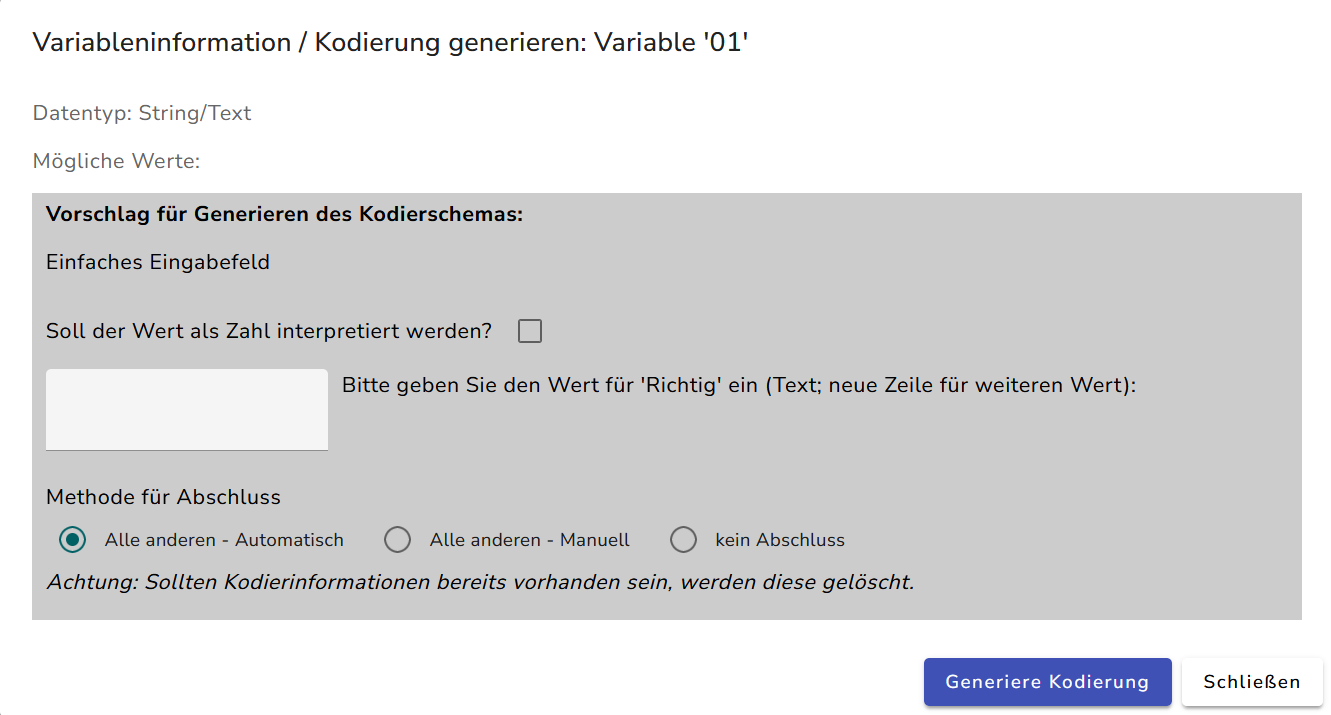 Variableninformation / Kodierung generieren: Variable '01'
Datentyp: String/Text
Mögliche Werte:
Vorschlag für Generieren des Kodierschemas:
Einfaches Eingabefeld
Soll der Wert als Zahl interpretiert werden?
Bitte geben Sie den Wert für 'Richtig' ein (Text; neue Zeile für weiteren Wert):
Methode für Abschluss
Alle anderen - Automatisch Alle anderen - Manuell kein Abschluss
Achtung: Sollten Kodierinformationen bereits vorhanden sein, werden diese gelöscht.
Generiere Kodierung Schließen